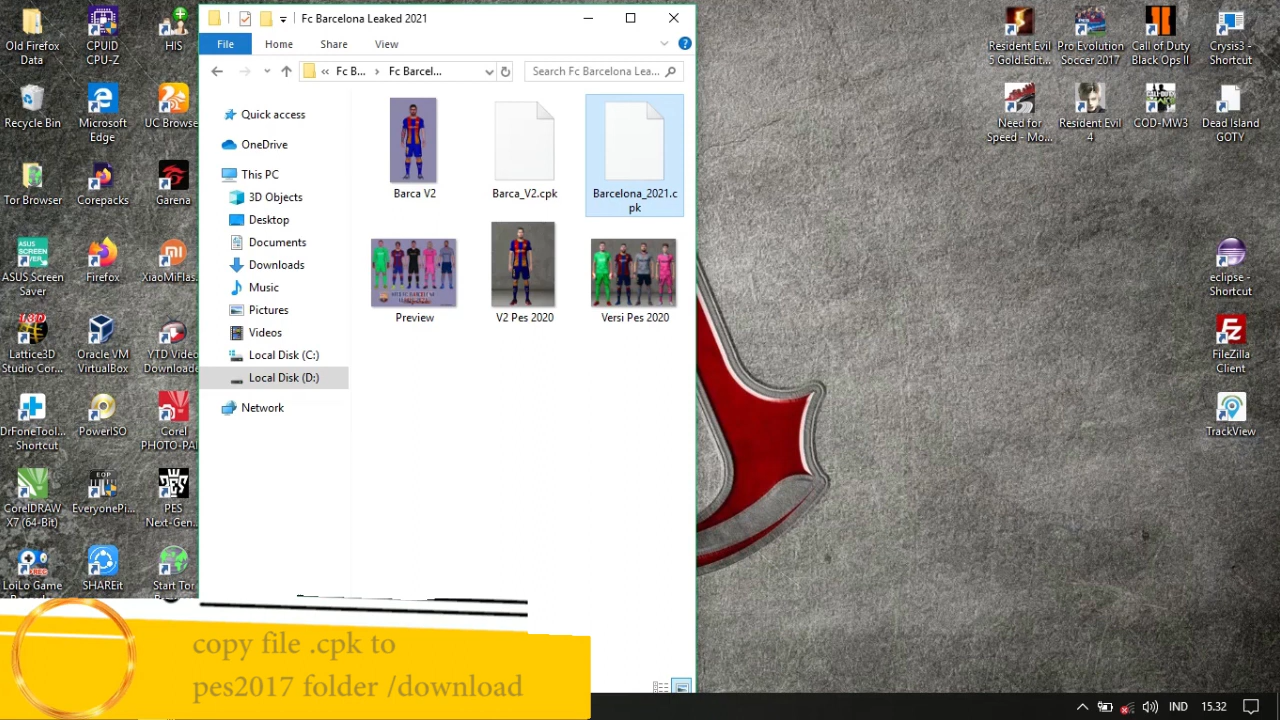 Fc Barcelona Leaked 2021
File
Home
Share
View
Fc B...
Fc Barcel...
Search Fc Barcelona Lea...
Quick access
OneDrive
This PC
3D Objects
Desktop
Documents
Downloads
Music
Pictures
Videos
Local Disk (C:)
Local Disk (D:)
Network
Barca V2
Barca_V2.cpk
Barcelona_2021.c
pk
Preview
V2 Pes 2020
Versi Pes 2020
Old Firefox
Data
CPUID
CPU-Z
HIS
Recycle Bin
Microsoft
Edge
UC Browse
Tor Browser
Corepacks
Garena
ASUS
SCREEN
SAVER
ASUS Screen
Saver
Firefox
XiaoMiFlas.
Lattice3D
Studio Cor...
Oracle VM
VirtualBox
YTD Video
Downloade
DrFoneTool...
- Shortcut
PowerISO
Corel
PHOTO-PAI
CorelDRAW
X7 (64-Bit)
EveryonePi...
PES
Next-Gen..
LoiLo Game
SHAREit
Start Tor
Resident Evil
5 Gold.Edit...
Pro Evolution
Soccer 2017
Call of Duty
Black Ops II
Crysis3 -
Shortcut
Need for
Speed - Mo...
Resident Evil
4
COD-MW3
Dead Island
GOTY
eclipse -
Shortcut
FileZilla
Client
TrackView
copy file .cpk to
pes2017 folder /download
IND
15.32